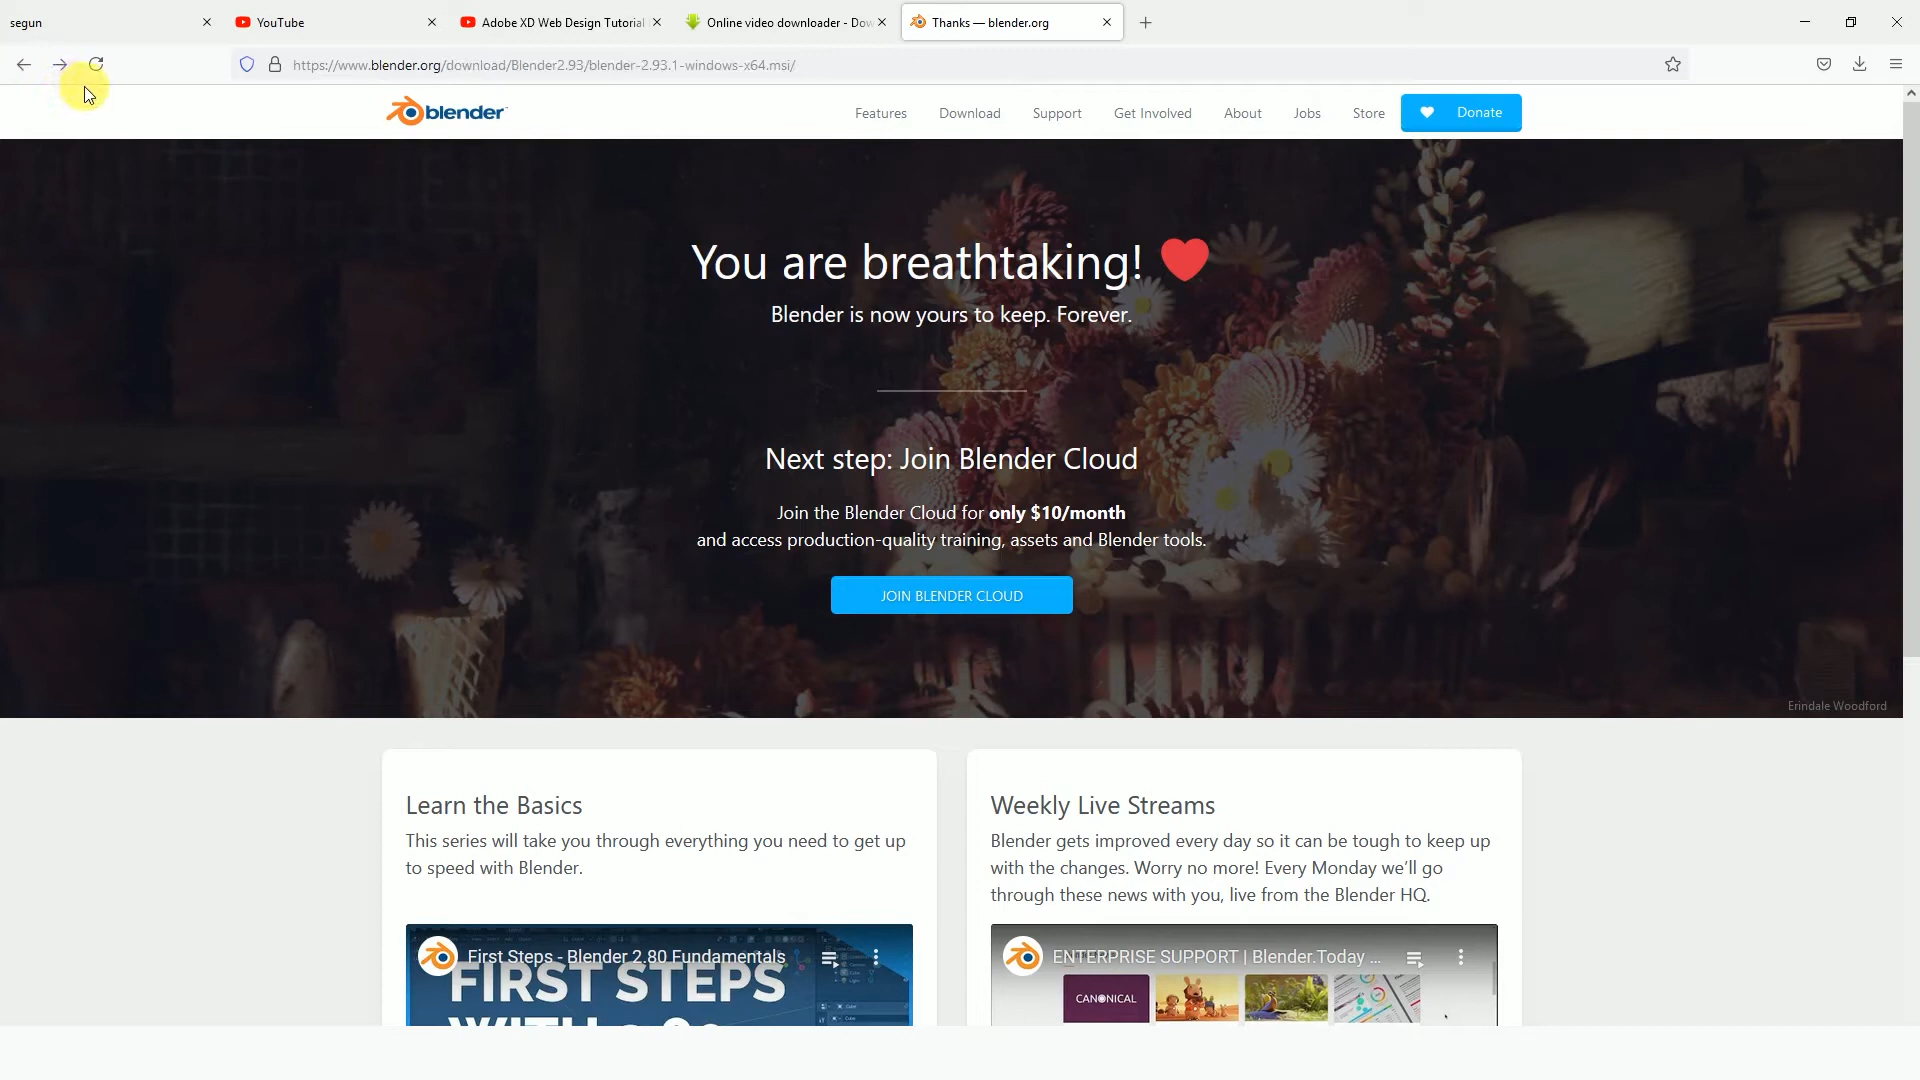 segun
YouTube
Adobe XD Web Design Tutorial
Online video downloader - Dow
Thanks — blender.org
https://www.blender.org/download/Blender2.93/blender-2.93.1-windows-x64.msi/
blender
Features
Download
Support
Get Involved
About
Jobs
Store
Donate
You are breathtaking!
Blender is now yours to keep. Forever.
Next step: Join Blender Cloud
Join the Blender Cloud for only $10/month
and access production-quality training, assets and Blender tools.
JOIN BLENDER CLOUD
Erindale Woodford
Learn the Basics
This series will take you through everything you need to get up
to speed with Blender.
First Steps - Blender 2.80 Fundamentals
FIRST STEPS
Weekly Live Streams
Blender gets improved every day so it can be tough to keep up
with the changes. Worry no more! Every Monday we’ll go
through these news with you, live from the Blender HQ.
ENTERPRISE SUPPORT | Blender.Today ...
CANONICAL